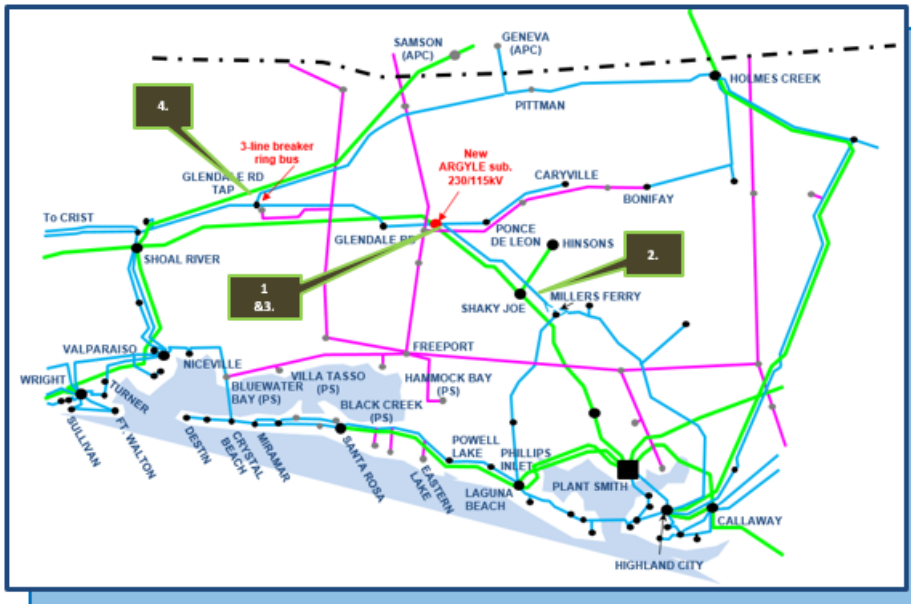 SAMSON
(APC)
GENEVA
(APC)
HOLMES CREEK
4.
PITTMAN
3-line breaker
ring bus
New
ARGYLE sub.
230/115kV
GLENDALE RD
TAP
CARYVILLE
BONIFAY
To CRIST
GLENDALE RD
PONCE
DE LEON
HINSONS
SHOAL RIVER
2.
1
&3.
SHAKY JOE
MILLERS FERRY
VALPARAISO
NICEVILLE
FREEPORT
WRIGHT
TURNER
BLUEWATER
BAY (PS)
VILLA TASSO
(PS)
HAMMOCK BAY
(PS)
BLACK CREEK
(PS)
SULLIVAN
FT. WALTON
DESTIN
CRYSTAL
BEACH
MIRAMAR
SANTA ROSA
EASTERN
LAKE
POWELL
LAKE
PHILLIPS
INLET
LAGUNA
BEACH
PLANT SMITH
CALLAWAY
HIGHLAND CITY